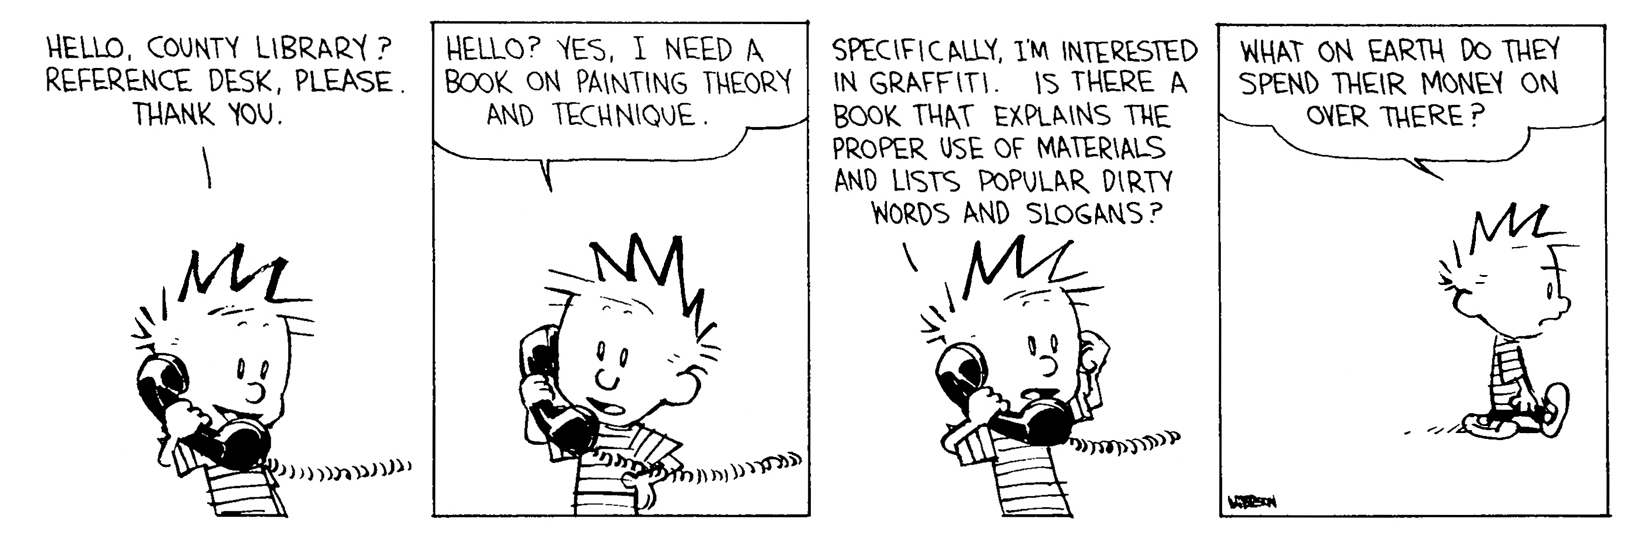 HELLO, COUNTY LIBRARY?
REFERENCE DESK, PLEASE.
THANK YOU.
HELLO? YES, I NEED A
BOOK ON PAINTING THEORY
AND TECHNIQUE.
SPECIFICALLY, I'M INTERESTED
IN GRAFFITI. IS THERE A
BOOK THAT EXPLAINS THE
PROPER USE OF MATERIALS
AND LISTS POPULAR DIRTY
WORDS AND SLOGANS?
WHAT ON EARTH DO THEY
SPEND THEIR MONEY ON
OVER THERE?
WATTERSON